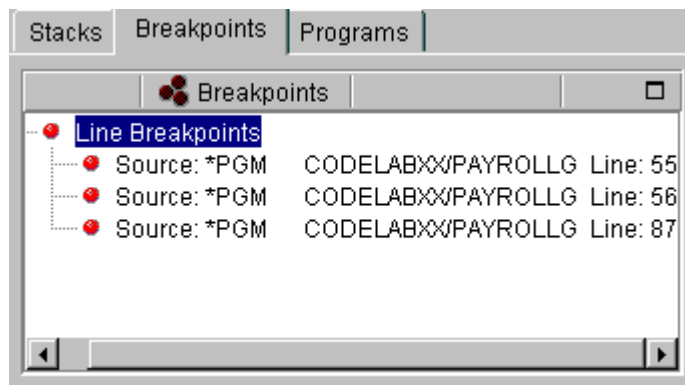 Stacks Breakpoints Programs
Breakpoints
Line Breakpoints
Source: *PGM CODELABXX/PAYROLLG Line: 55
Source: *PGM CODELABXX/PAYROLLG Line: 56
Source: *PGM CODELABXX/PAYROLLG Line: 87